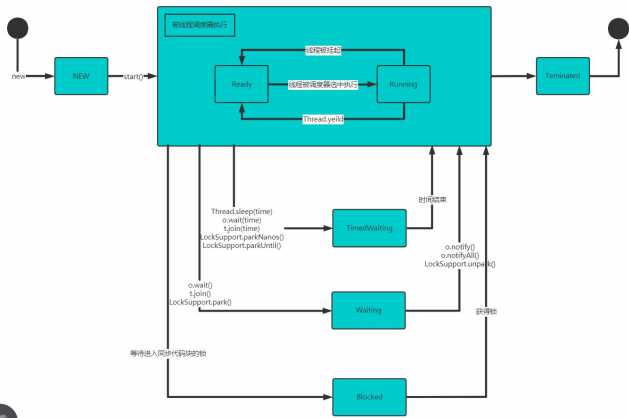 被线程调度器执行
线程被挂起
new
NEW
start()
Ready
线程被调度器选中执行
Running
Teminated
Thread.yeild
Thread.sleep(time)
o.wait(time)
t.join(time)
LockSupport.parkNanos()
LockSupport.parkUntil()
TimedWaiting
时间结束
o.notify()
o.notifyAll()
LockSupport.unpark()
o.wait()
t.join()
LockSupport.park()
Waiting
获得锁
等待进入同步代码块的锁
Blocked